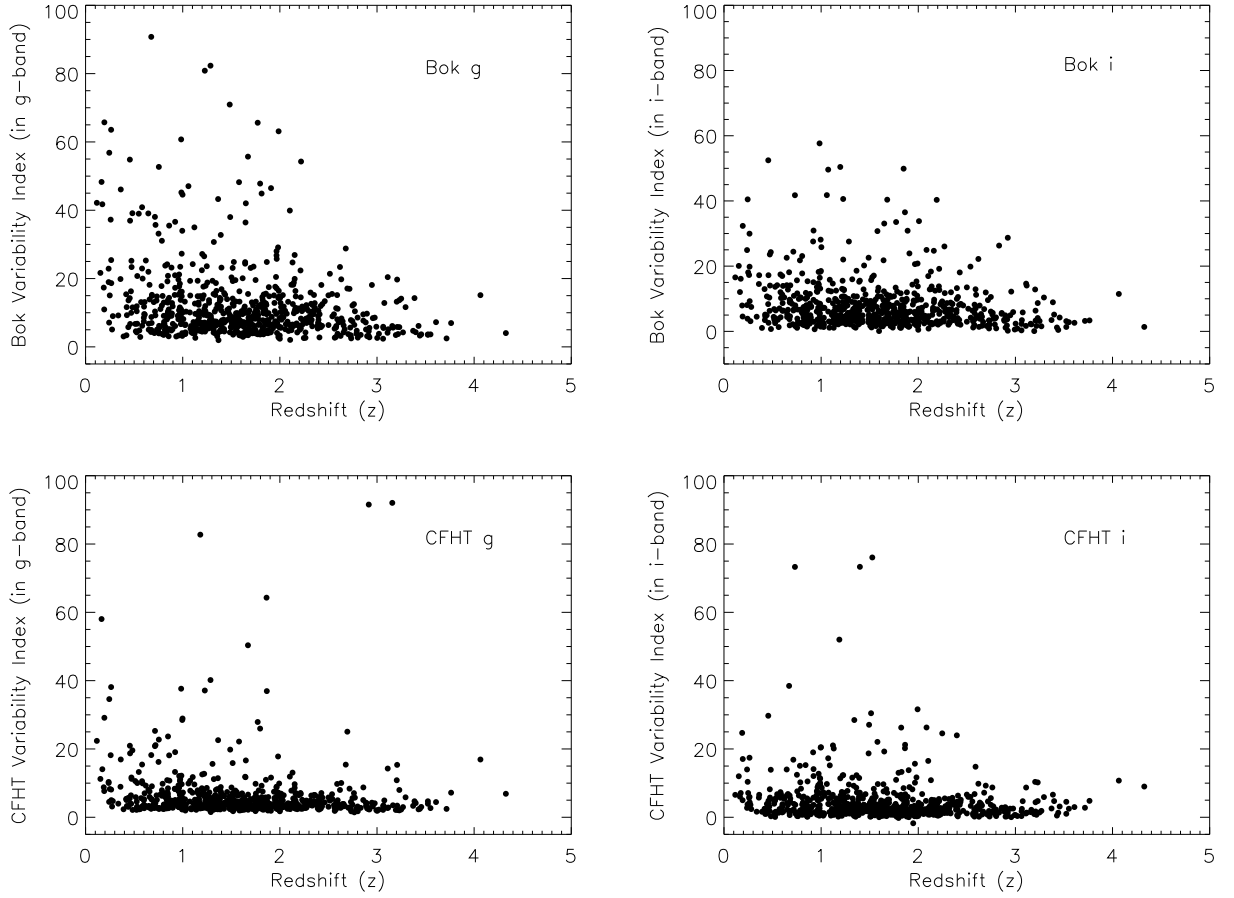 Bok Variability Index (in g-band)
100
80
60
40
20
0
Bok g
0 1 2 3 4 5
Redshift (z)
Bok Variability Index (in i-band)
100
80
60
40
20
0
Bok i
0 1 2 3 4 5
Redshift (z)
CFHT Variability Index (in g-band)
100
80
60
40
20
0
CFHT g
0 1 2 3 4 5
Redshift (z)
CFHT Variability Index (in i-band)
100
80
60
40
20
0
CFHT i
0 1 2 3 4 5
Redshift (z)